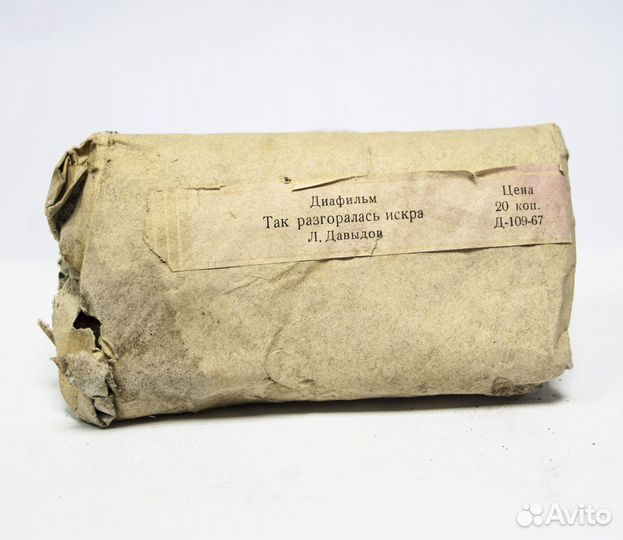 Диафильм
Так разгоралась искра
Л. Давыдов
Цена
20 коп.
Д-109-67
Avito